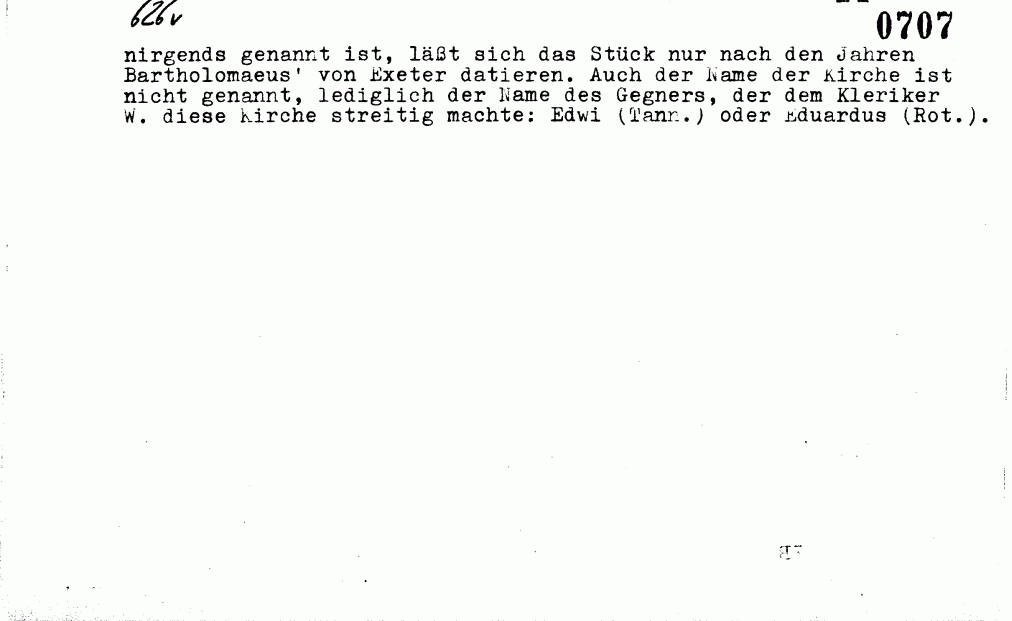 626v
0707
nirgends genannt ist, läßt sich das Stück nur nach den Jahren
Bartholomaeus' von Exeter datieren. Auch der Name der Kirche ist
nicht genannt, lediglich der Name des Gegners, der dem Kleriker
W. diese Kirche streitig machte: Edwi (Tann.) oder Eduardus (Rot.).